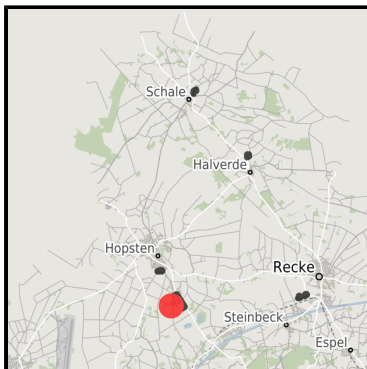 Schale
Halverde
Hopsten
Recke
Steinbeck
Espel